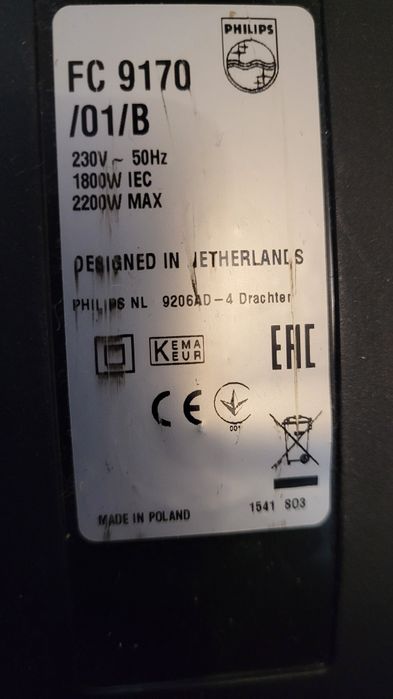 PHILIPS
FC 9170
/01/B
230V ~ 50Hz
1800W IEC
2200W MAX
DESIGNED IN NETHERLANDS
PHILIPS NL 9206AD-4 Drachten
KEMA
KEUR
EAC
CE
001
MADE IN POLAND
1541 S03